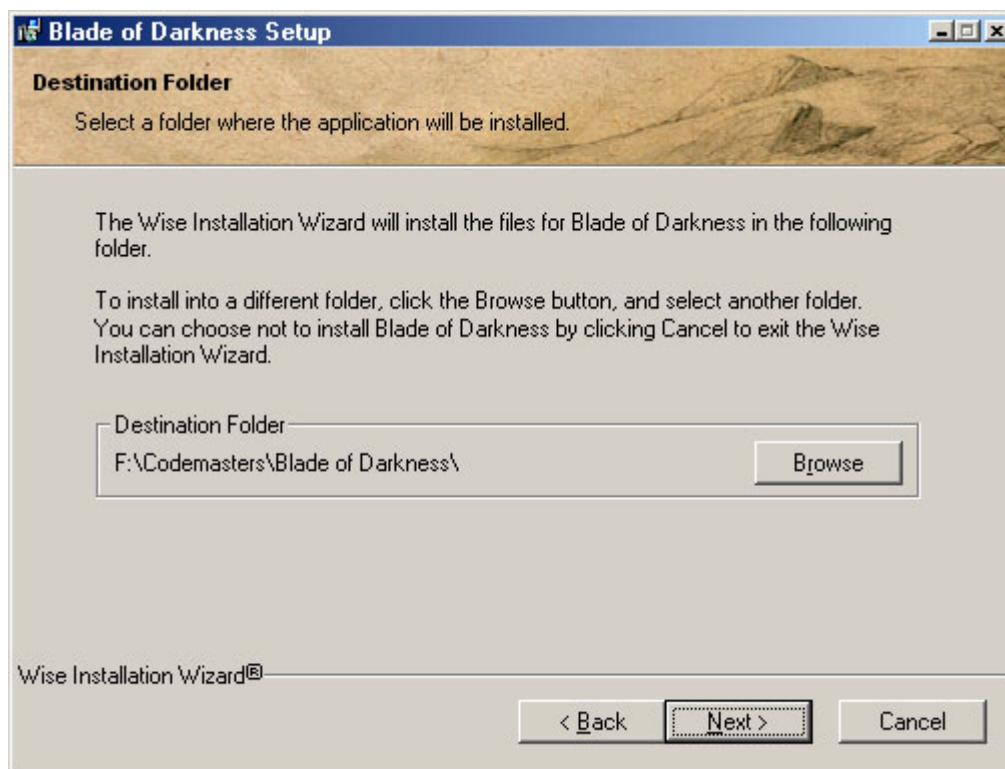 Blade of Darkness Setup
Destination Folder
Select a folder where the application will be installed.
The Wise Installation Wizard will install the files for Blade of Darkness in the following
folder.
To install into a different folder, click the Browse button, and select another folder.
You can choose not to install Blade of Darkness by clicking Cancel to exit the Wise
Installation Wizard.
Destination Folder
F:\Codemasters\Blade of Darkness\
Browse
Wise Installation Wizard®
< Back
Next >
Cancel